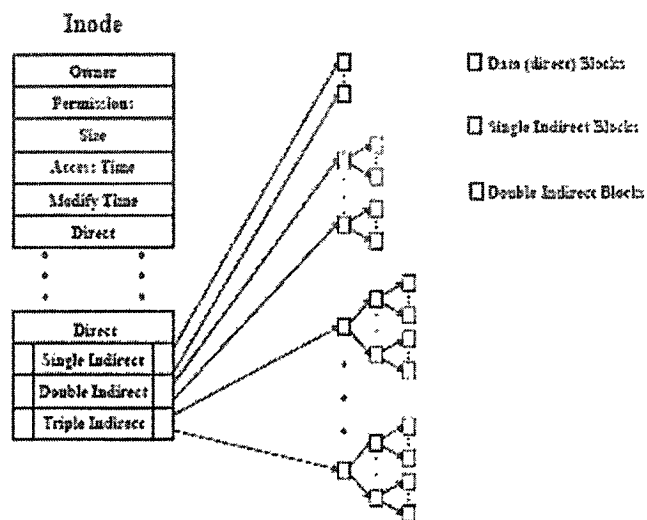 Inode
Owner
Permissions
Size
Access Time
Modify Time
Direct
Direct
Single Indirect
Double Indirect
Triple Indirect
Data (direct) Blocks
Single Indirect Blocks
Double Indirect Blocks